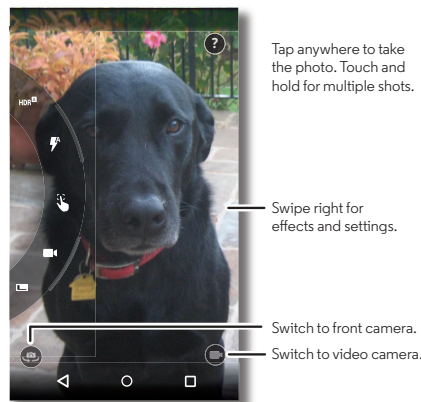 ?
HDR
A
Tap anywhere to take
the photo. Touch and
hold for multiple shots.
Swipe right for
effects and settings.
Switch to front camera.
Switch to video camera.